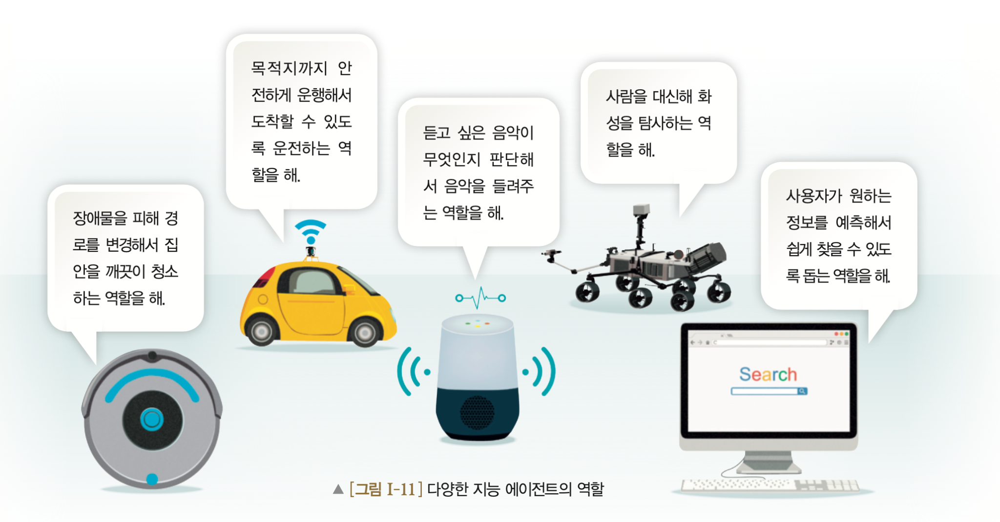 장애물을 피해 경
로를 변경해서 집
안을 깨끗이 청소
하는 역할을 해.
목적지까지 안
전하게 운행해서
도착할 수 있도
록 운전하는 역
할을 해.
듣고 싶은 음악이
무엇인지 판단해
서 음악을 들려주
는 역할을 해.
사람을 대신해 화
성을 탐사하는 역
할을 해.
사용자가 원하는
정보를 예측해서
쉽게 찾을 수 있도
록 돕는 역할을 해.
Search
▲ [그림 I-11] 다양한 지능 에이전트의 역할